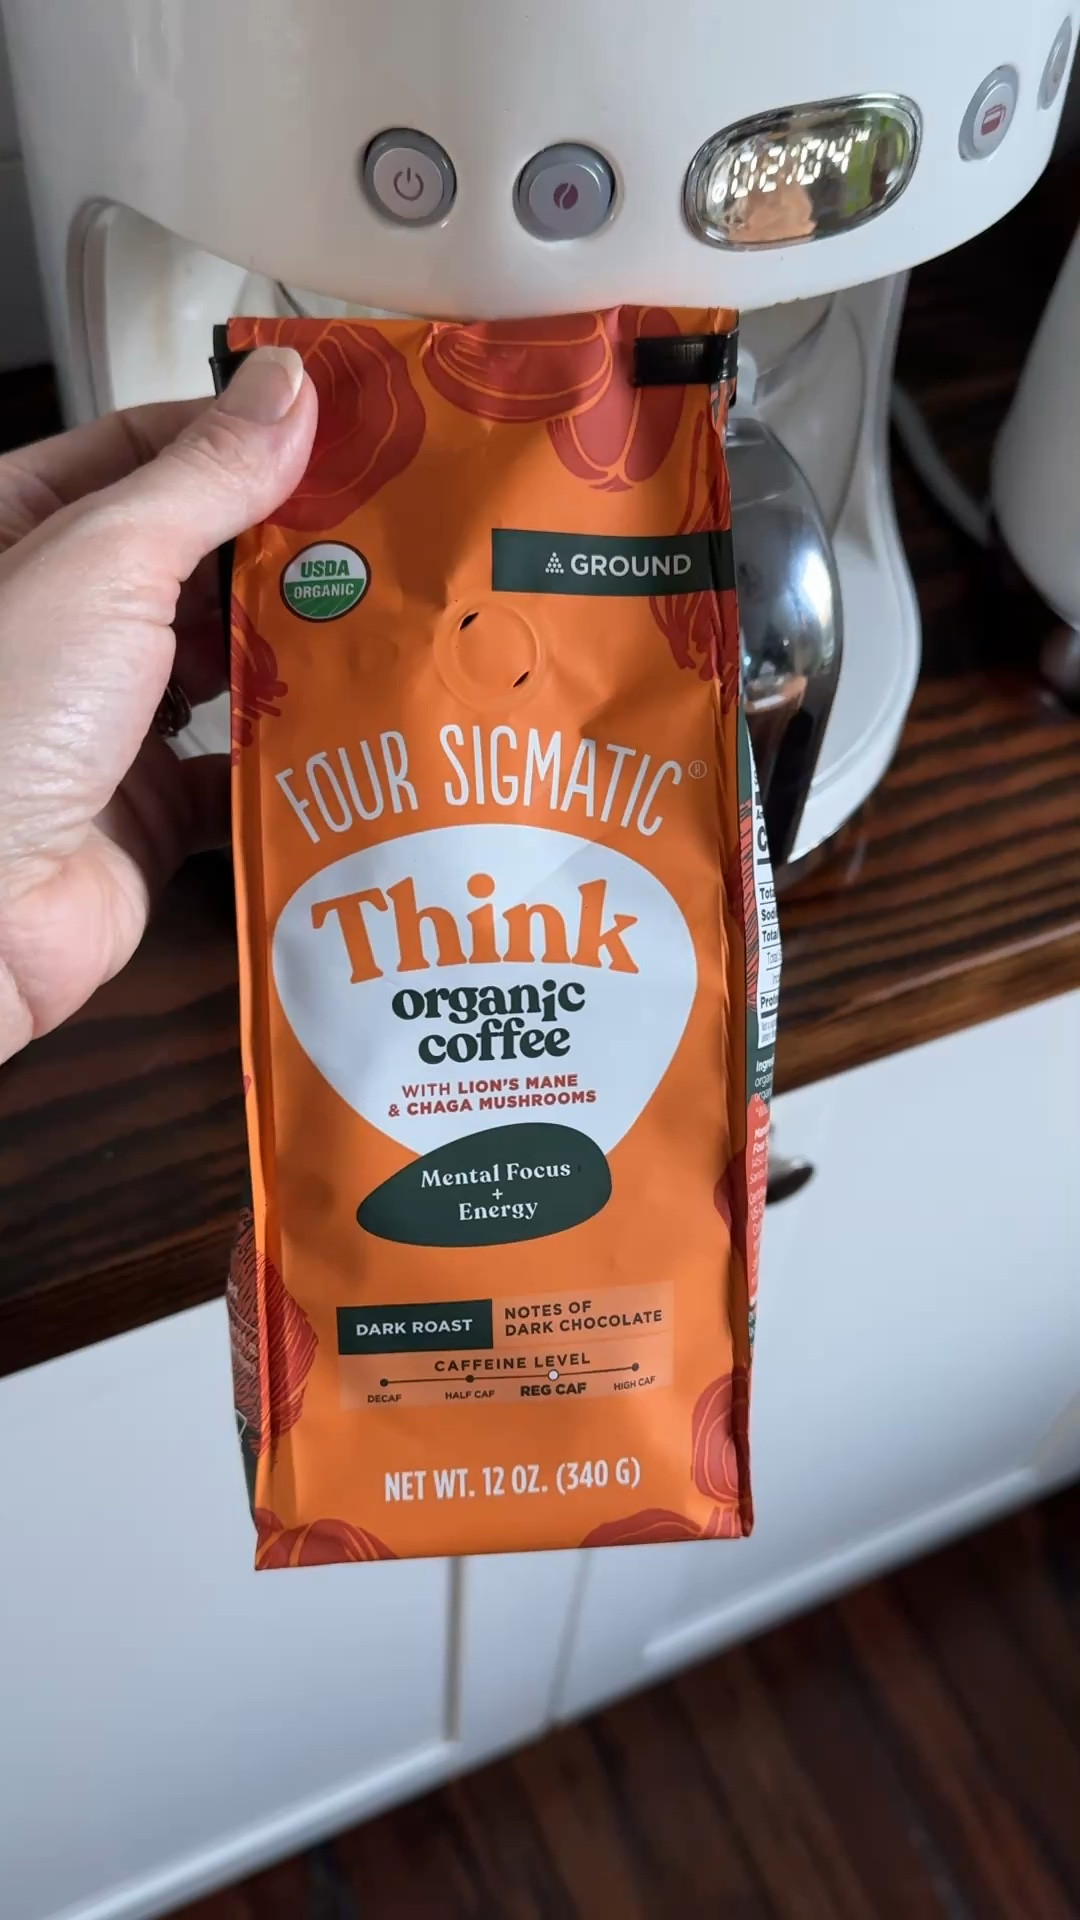 02:04
GROUND
USDA
ORGANIC
FOUR SIGMATIC®
Think
organic
coffee
WITH LION'S MANE
& CHAGA MUSHROOMS
Mental Focus
+
Energy
DARK ROAST
NOTES OF
DARK CHOCOLATE
CAFFEINE LEVEL
DECAF HALF CAF REG CAF HIGH CAF
NET WT. 12 OZ. (340 G)